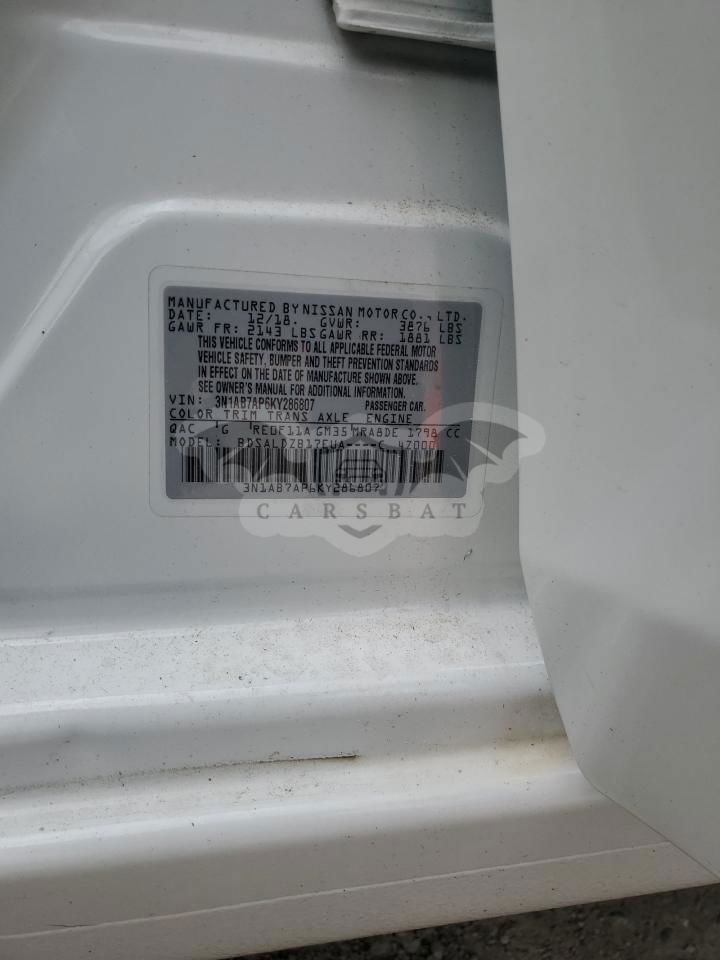 MANUFACTURED BY NISSAN MOTOR CO., LTD.
DATE: 12/18. GVWR: 3876 LBS
GAWR FR: 2143 LBS GAWR RR: 1881 LBS
THIS VEHICLE CONFORMS TO ALL APPLICABLE FEDERAL MOTOR
VEHICLE SAFETY, BUMPER AND THEFT PREVENTION STANDARDS
IN EFFECT ON THE DATE OF MANUFACTURE SHOWN ABOVE.
SEE OWNER'S MANUAL FOR ADDITIONAL INFORMATION.
VIN: 3N1AB7AP6KY286807 PASSENGER CAR.
COLOR TRIM TRANS AXLE ENGINE
QAC G RE0F11A GM35 MRA8DE 1798 CC
MODEL: BDSALDZB17EUA----C 4Z000
3N1AB7AP6KY286807
CARSBAT